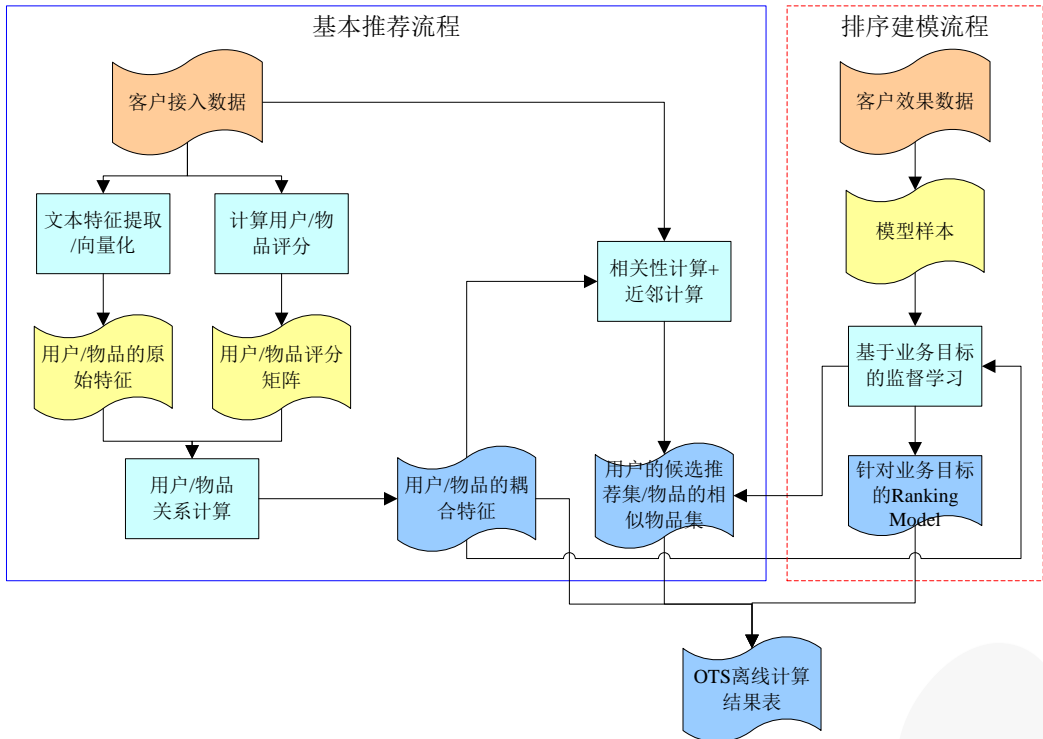 基本推荐流程
排序建模流程
客户接入数据
客户效果数据
文本特征提取
/向量化
计算用户/物
品评分
模型样本
相关性计算+
近邻计算
用户/物品的原
始特征
用户/物品评分
矩阵
基于业务目标
的监督学习
用户/物品
关系计算
用户/物品的耦
合特征
用户的候选推
荐集/物品的相
似物品集
针对业务目标
的Ranking
Model
OTS离线计算
结果表